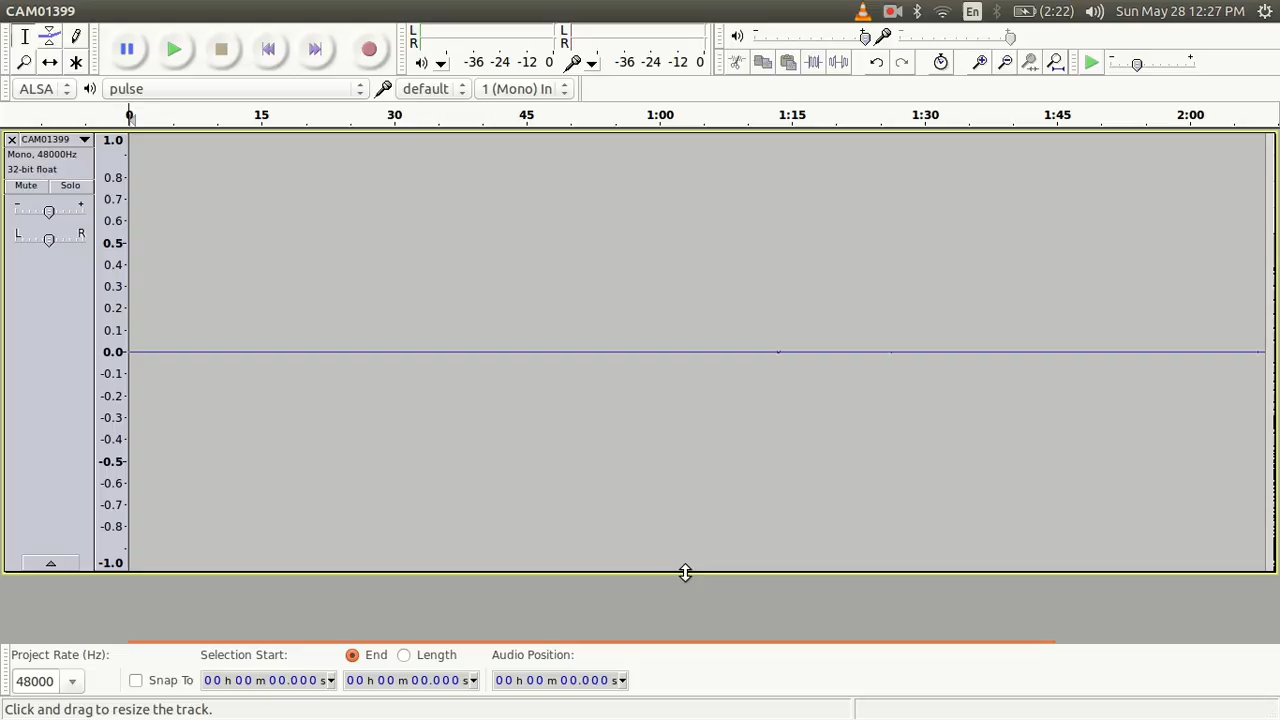 CAM01399
En (2:22) Sun May 28 12:27 PM
L
R
-36 -24 -12 0
L
R
-36 -24 -12 0
ALSA pulse default 1 (Mono) In
0 15 30 45 1:00 1:15 1:30 1:45 2:00
CAM01399
Mono, 48000Hz
32-bit float
Mute Solo
- +
L R
1.0
0.8
0.7
0.6
0.5
0.4
0.3
0.2
0.1
0.0
-0.1
-0.2
-0.3
-0.4
-0.5
-0.6
-0.7
-0.8
-1.0
Project Rate (Hz): Selection Start: End Length Audio Position:
48000 Snap To 00 h 00 m 00.000 s 00 h 00 m 00.000 s 00 h 00 m 00.000 s
Click and drag to resize the track.